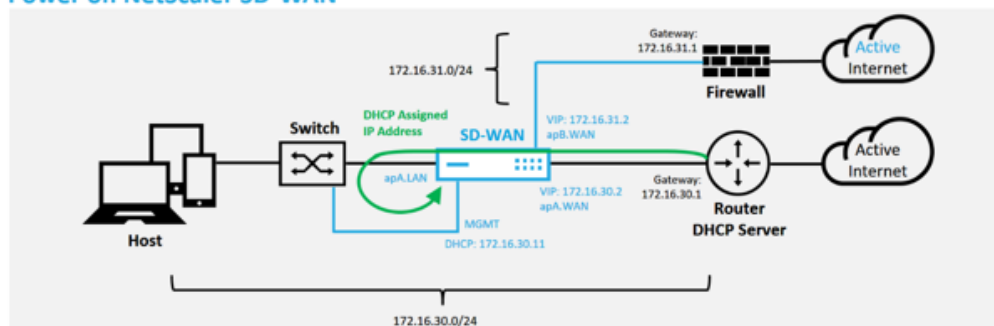 Power on Netscaler SD-WAN
Gateway:
172.16.31.1
172.16.31.0/24
Active
Internet
Firewall
DHCP Assigned
IP Address
VIP: 172.16.31.2
apB.WAN
Switch
SD-WAN
apA.LAN
VIP: 172.16.30.2
apA.WAN
Gateway:
172.16.30.1
Active
Internet
Router
DHCP Server
MGMT
DHCP: 172.16.30.11
Host
172.16.30.0/24